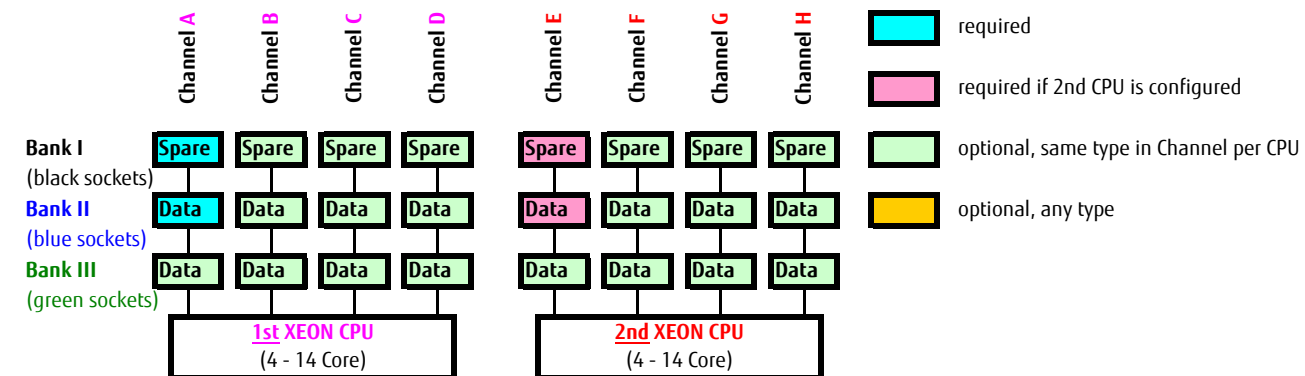 Channel A
Channel B
Channel C
Channel D
Channel E
Channel F
Channel G
Channel H
required
required if 2nd CPU is configured
Bank I
(black sockets)
Spare Spare Spare Spare Spare Spare Spare Spare
optional, same type in Channel per CPU
Bank II
(blue sockets)
Data Data Data Data Data Data Data Data
optional, any type
Bank III
(green sockets)
Data Data Data Data Data Data Data Data
1st XEON CPU
(4 - 14 Core)
2nd XEON CPU
(4 - 14 Core)